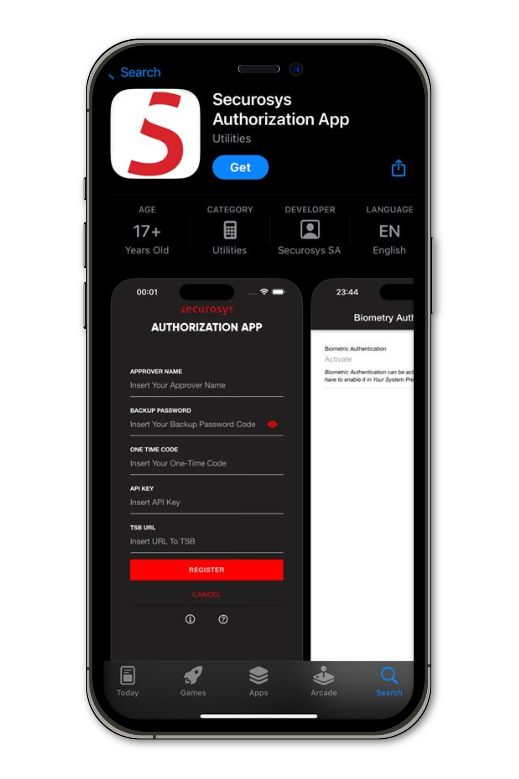 Search
Securosys
Authorization App
Utilities
Get
AGE
CATEGORY
DEVELOPER
LANGUAGE
17+
EN
Years Old
Utilities
Securosys SA
English
00:01
securosys
AUTHORIZATION APP
APPROVER NAME
Insert Your Approver Name
BACKUP PASSWORD
Insert Your Backup Password Code
ONE TIME CODE
Insert Your One-Time Code
API KEY
Insert API Key
TSB URL
Insert URL To TSB
REGISTER
CANCEL
23:44
Biometry Auth
Biometric Authentication
Activate
Biometric Authentication can be act
have to enable it in Your System Pre
Today
Games
Apps
Arcade
Search